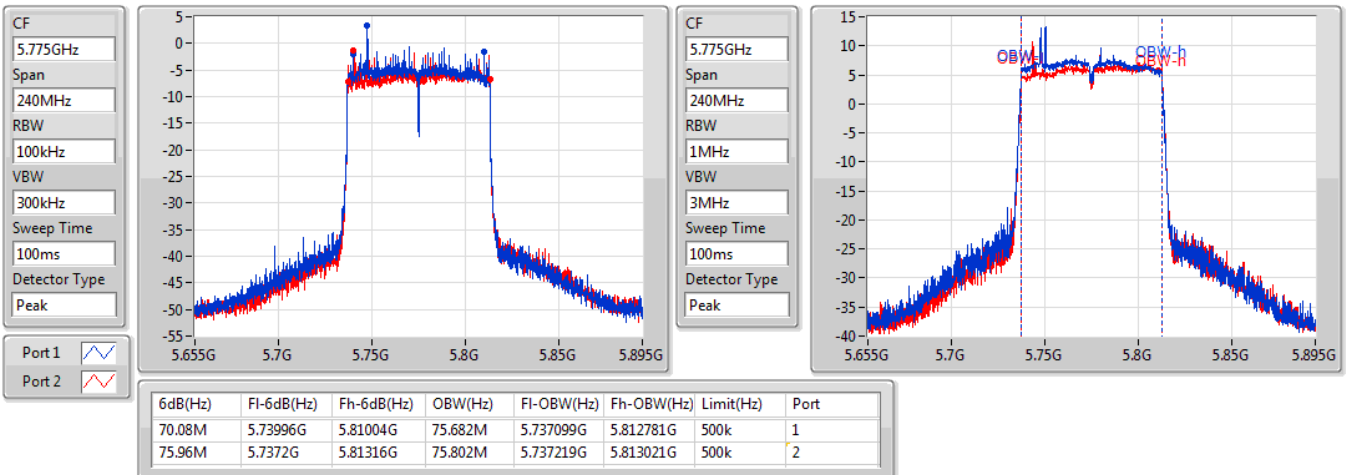 CF
5.775GHz
Span
240MHz
RBW
100kHz
VBW
300kHz
Sweep Time
100ms
Detector Type
Peak
5
0
-5
-10
-15
-20
-25
-30
-35
-40
-45
-50
-55
5.655G 5.7G 5.75G 5.8G 5.85G 5.895G
CF
5.775GHz
Span
240MHz
RBW
1MHz
VBW
3MHz
Sweep Time
100ms
Detector Type
Peak
15
10
5
0
-5
-10
-15
-20
-25
-30
-35
-40
OBW-h
OBW-h
5.655G 5.7G 5.75G 5.8G 5.85G 5.895G
Port 1
Port 2
6dB(Hz) Fl-6dB(Hz) Fh-6dB(Hz) OBW(Hz) Fl-OBW(Hz) Fh-OBW(Hz) Limit(Hz) Port
70.08M 5.73996G 5.81004G 75.682M 5.737099G 5.812781G 500k 1
75.96M 5.7372G 5.81316G 75.802M 5.737219G 5.813021G 500k 2